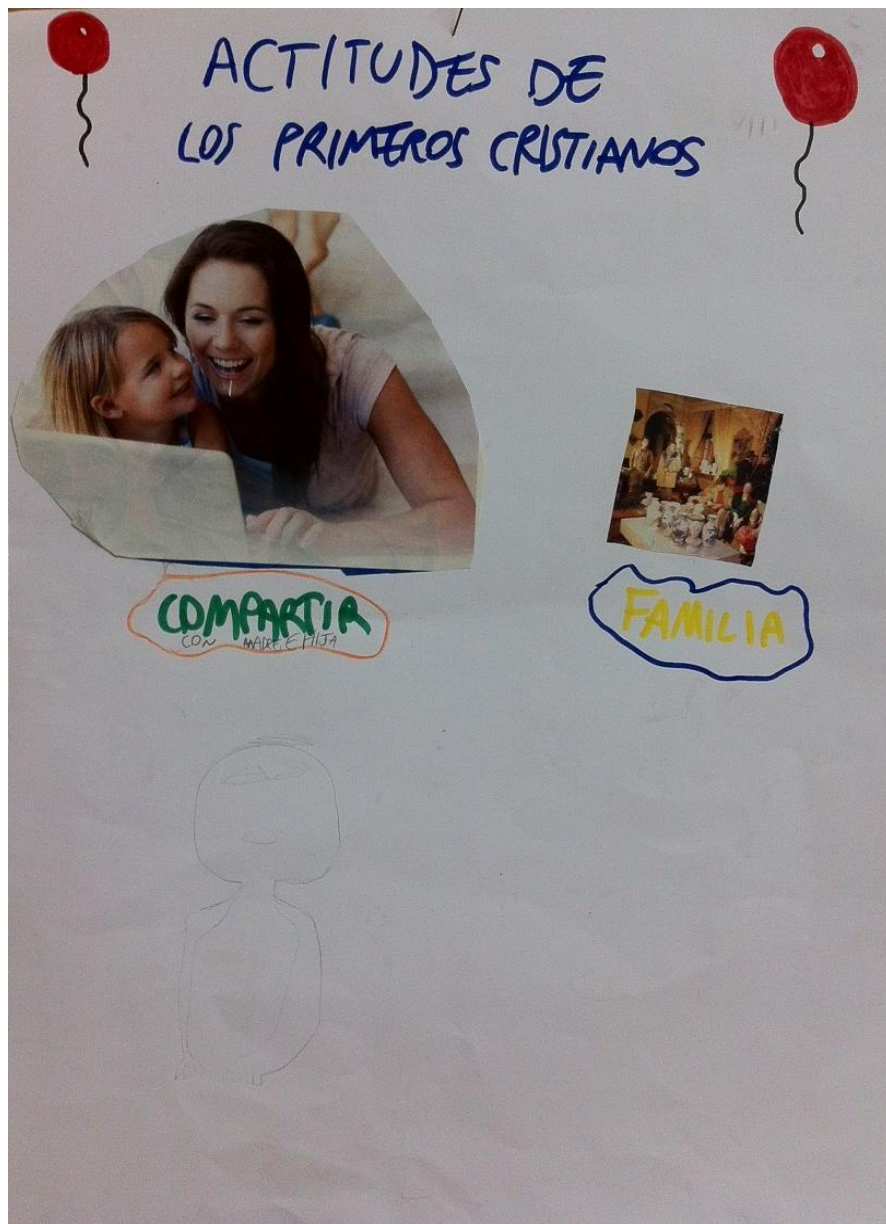 ACTITUDES DE
LOS PRIMEROS CRISTIANOS
COMPARTIR
CON MADRE E HIJA
FAMILIA